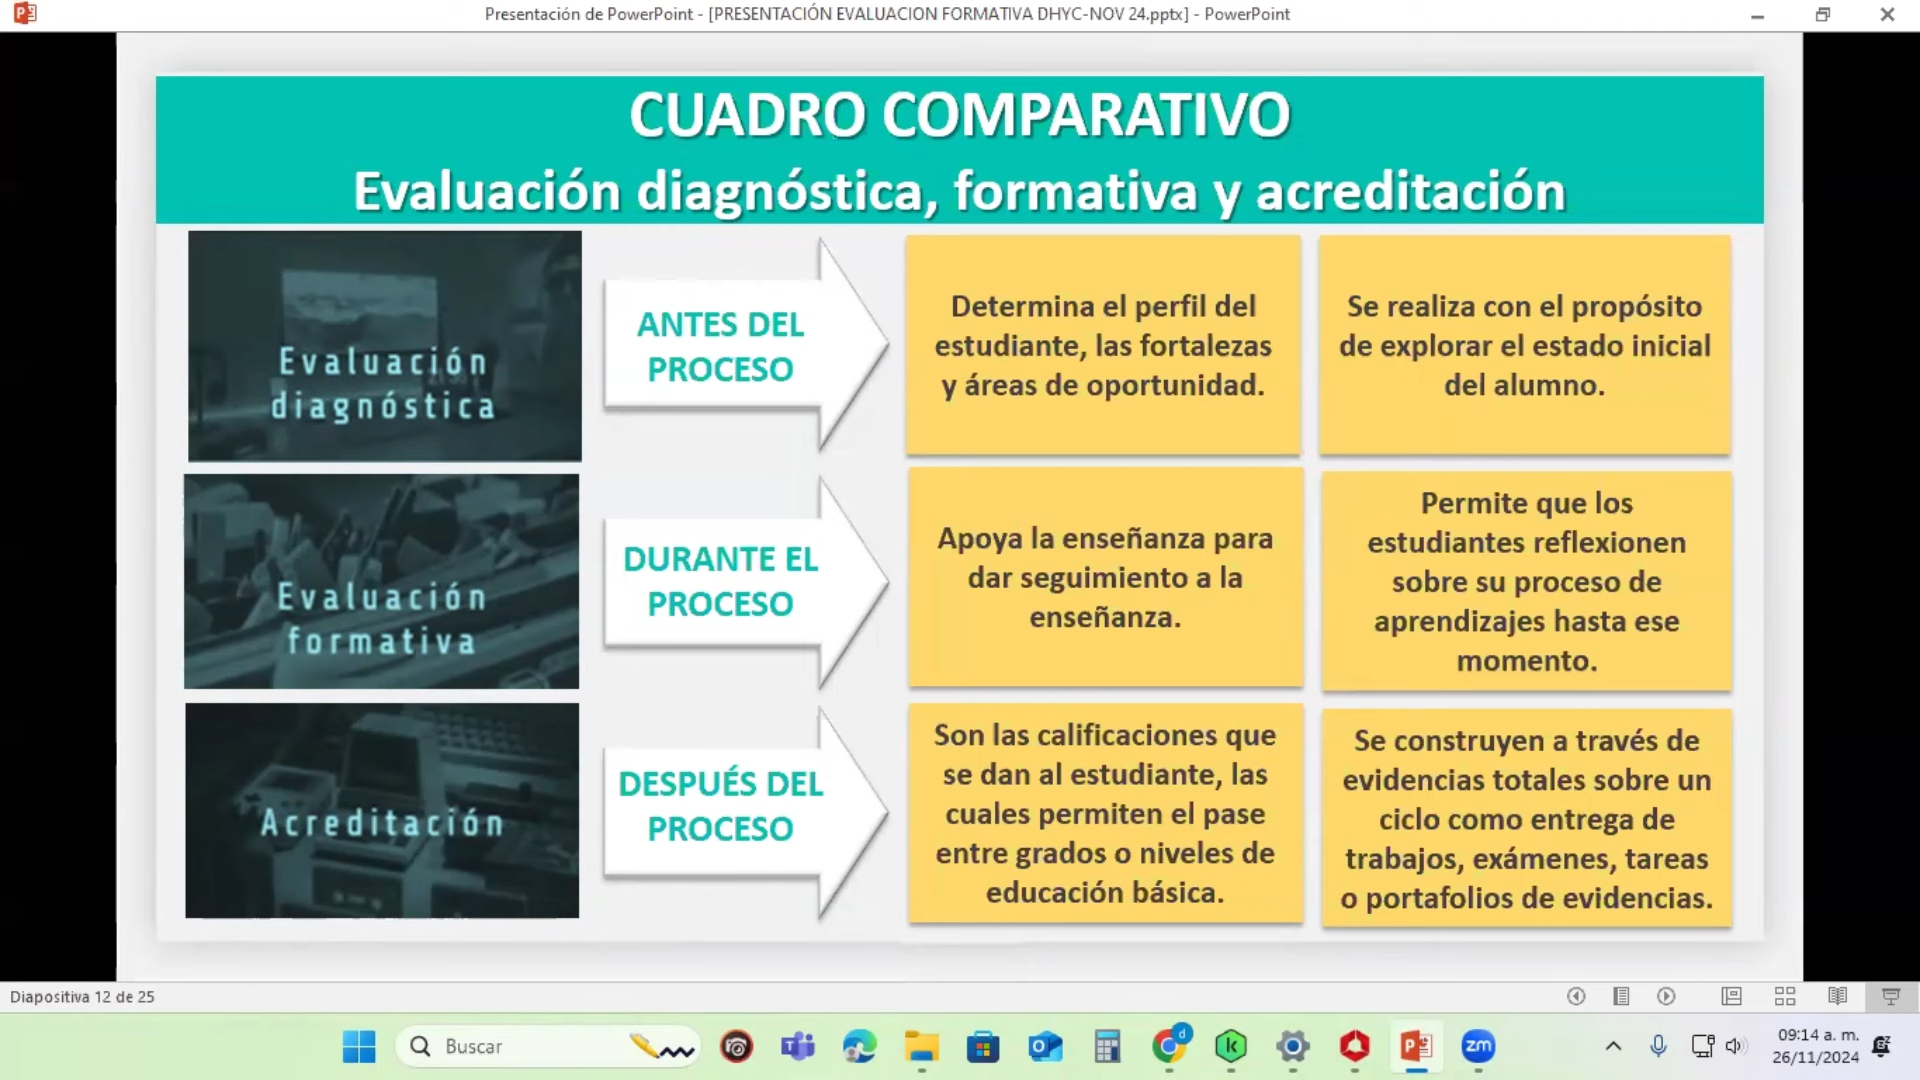 Presentación de PowerPoint - [PRESENTACIÓN EVALUACION FORMATIVA DHYC-NOV 24.pptx] - PowerPoint
CUADRO COMPARATIVO
Evaluación diagnóstica, formativa y acreditación
Evaluación
diagnóstica
ANTES DEL
PROCESO
Determina el perfil del
estudiante, las fortalezas
y áreas de oportunidad.
Se realiza con el propósito
de explorar el estado inicial
del alumno.
Evaluación
formativa
DURANTE EL
PROCESO
Apoya la enseñanza para
dar seguimiento a la
enseñanza.
Permite que los
estudiantes reflexionen
sobre su proceso de
aprendizajes hasta ese
momento.
Acreditación
DESPUÉS DEL
PROCESO
Son las calificaciones que
se dan al estudiante, las
cuales permiten el pase
entre grados o niveles de
educación básica.
Se construyen a través de
evidencias totales sobre un
ciclo como entrega de
trabajos, exámenes, tareas
o portafolios de evidencias.
Diapositiva 12 de 25
Buscar
d
k
zm
09:14 a. m.
26/11/2024